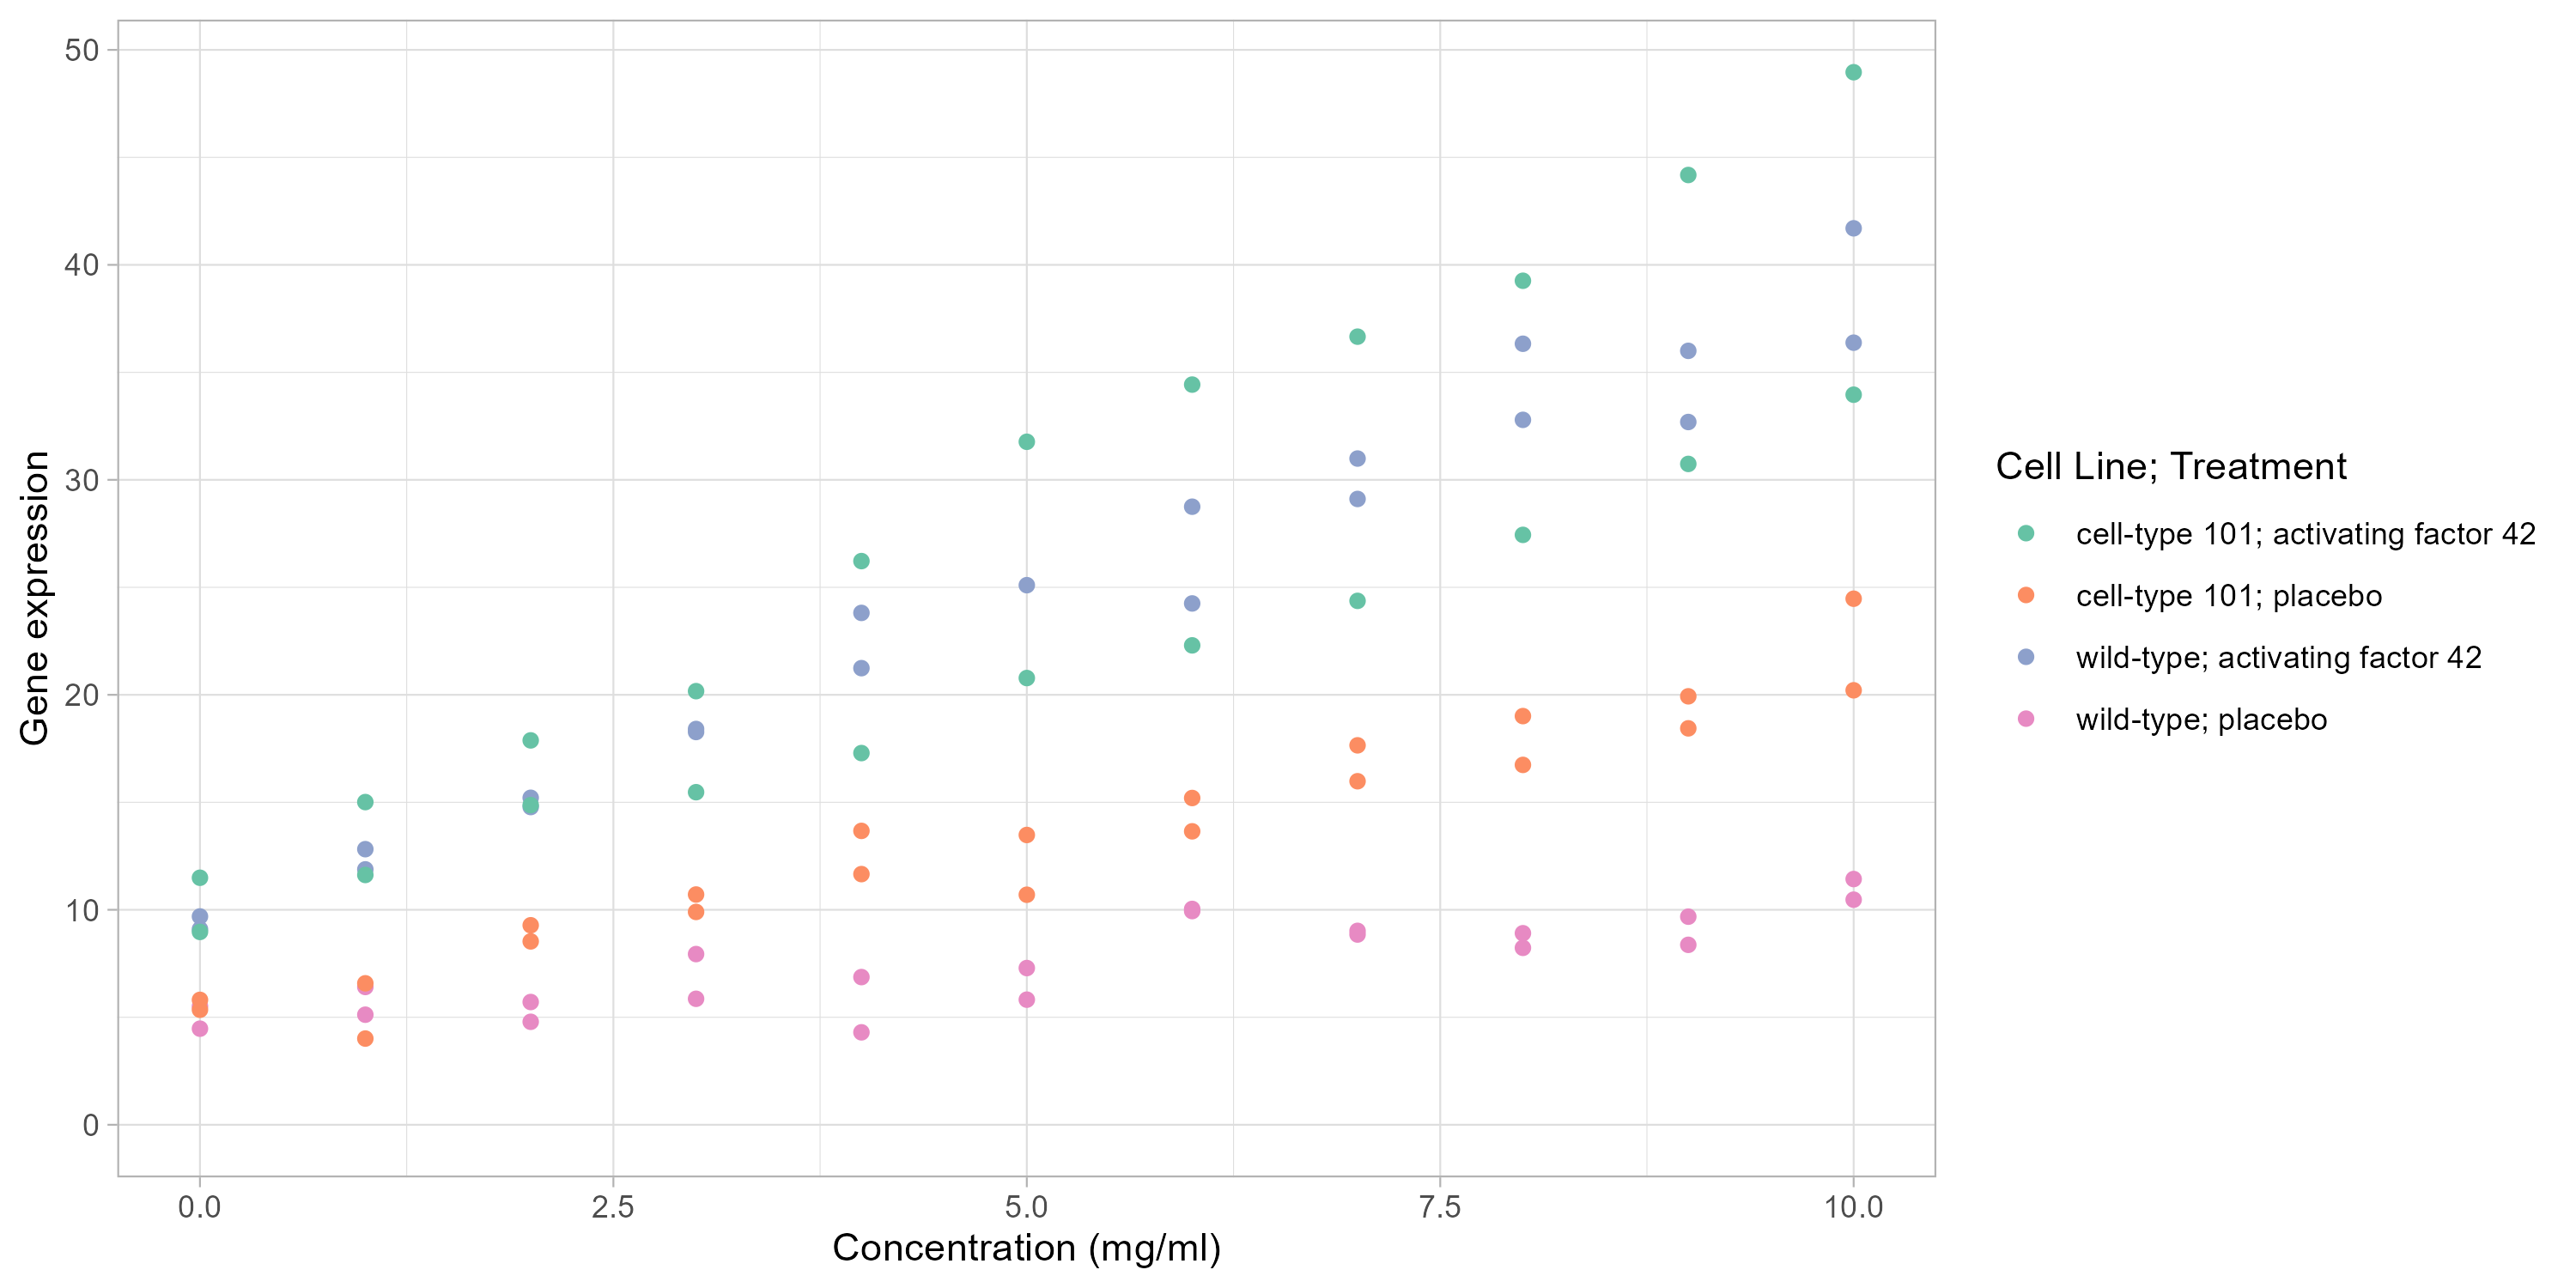 50
40
30
20
10
0
Gene expression
0.0 2.5 5.0 7.5 10.0
Concentration (mg/ml)
Cell Line; Treatment
cell-type 101; activating factor 42
cell-type 101; placebo
wild-type; activating factor 42
wild-type; placebo